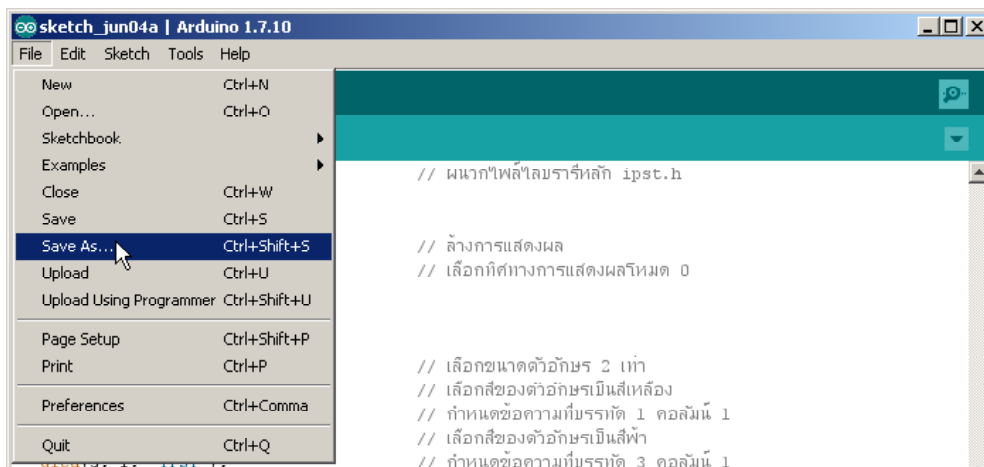 sketch_jun04a | Arduino 1.7.10
File Edit Sketch Tools Help
New Ctrl+N
Open... Ctrl+O
Sketchbook
Examples
Close Ctrl+W
Save Ctrl+S
Save As... Ctrl+Shift+S
Upload Ctrl+U
Upload Using Programmer Ctrl+Shift+U
Page Setup Ctrl+Shift+P
Print Ctrl+P
Preferences Ctrl+Comma
Quit Ctrl+Q
// ผนวกไฟล์ไลบรารีหลัก ipst.h
// ล้างการแสดงผล
// เลือกทิศทางการแสดงผลโหมด 0
// เลือกขนาดตัวอักษร 2 เท่า
// เลือกสีของตัวอักษรเป็นสีเหลือง
// กำหนดข้อความที่บรรทัด 1 คอลัมน์ 1
// เลือกสีของตัวอักษรเป็นสีฟ้า
// กำหนดข้อความที่บรรทัด 3 คอลัมน์ 1